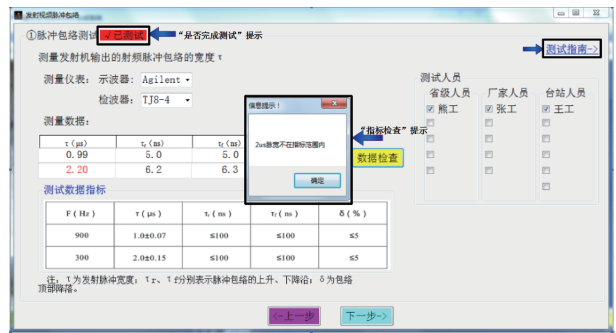 发射机射频脉冲包络
①脉冲包络测试 √已测试 “是否完成测试”提示
测试指南->
测量发射机输出的射频脉冲包络的宽度 τ
测量仪表: 示波器: Agilent
检波器: TJ8-4
测试人员
省级人员 厂家人员 台站人员
熊工 张工 王工
测量数据:
τ (μs) τr (ns) τf (ns)
0.99 5.0 5.0
2.20 6.2 6.3
信息提示!
2us脉宽不在指标范围内
确定
“指标检查”提示
数据检查
测试数据指标
F ( Hz ) τ ( μs ) τr ( ns ) τf ( ns ) δ ( % )
900 1.0±0.07 ≤100 ≤100 ≤5
300 2.0±0.15 ≤100 ≤100 ≤5
注: τ为发射脉冲宽度; τr、τf分别表示脉冲包络的上升、下降沿; δ为包络
顶部降落。
<-上一步 下一步->